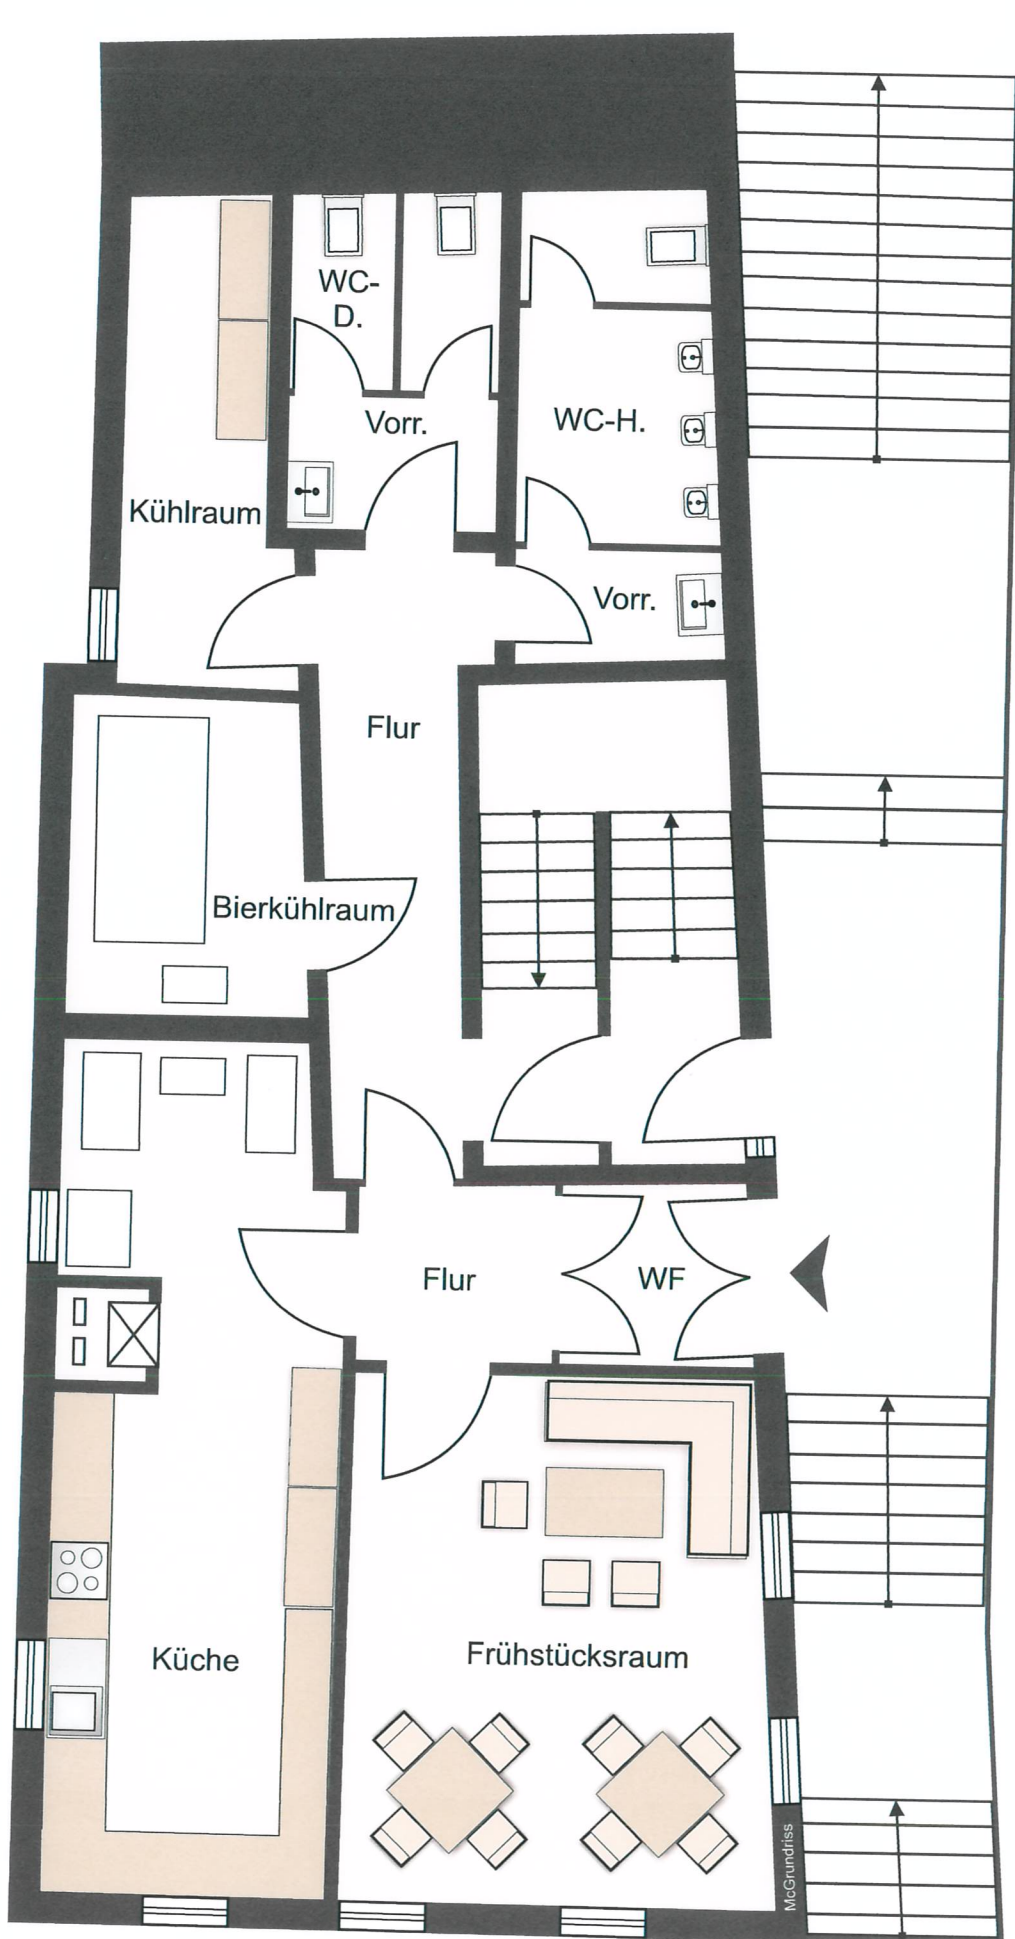 WC-
D.
Vorr.
WC-H.
Kühlraum
Vorr.
Flur
Bierkühlraum
Flur
WF
Küche
Frühstücksraum
McGrundriss